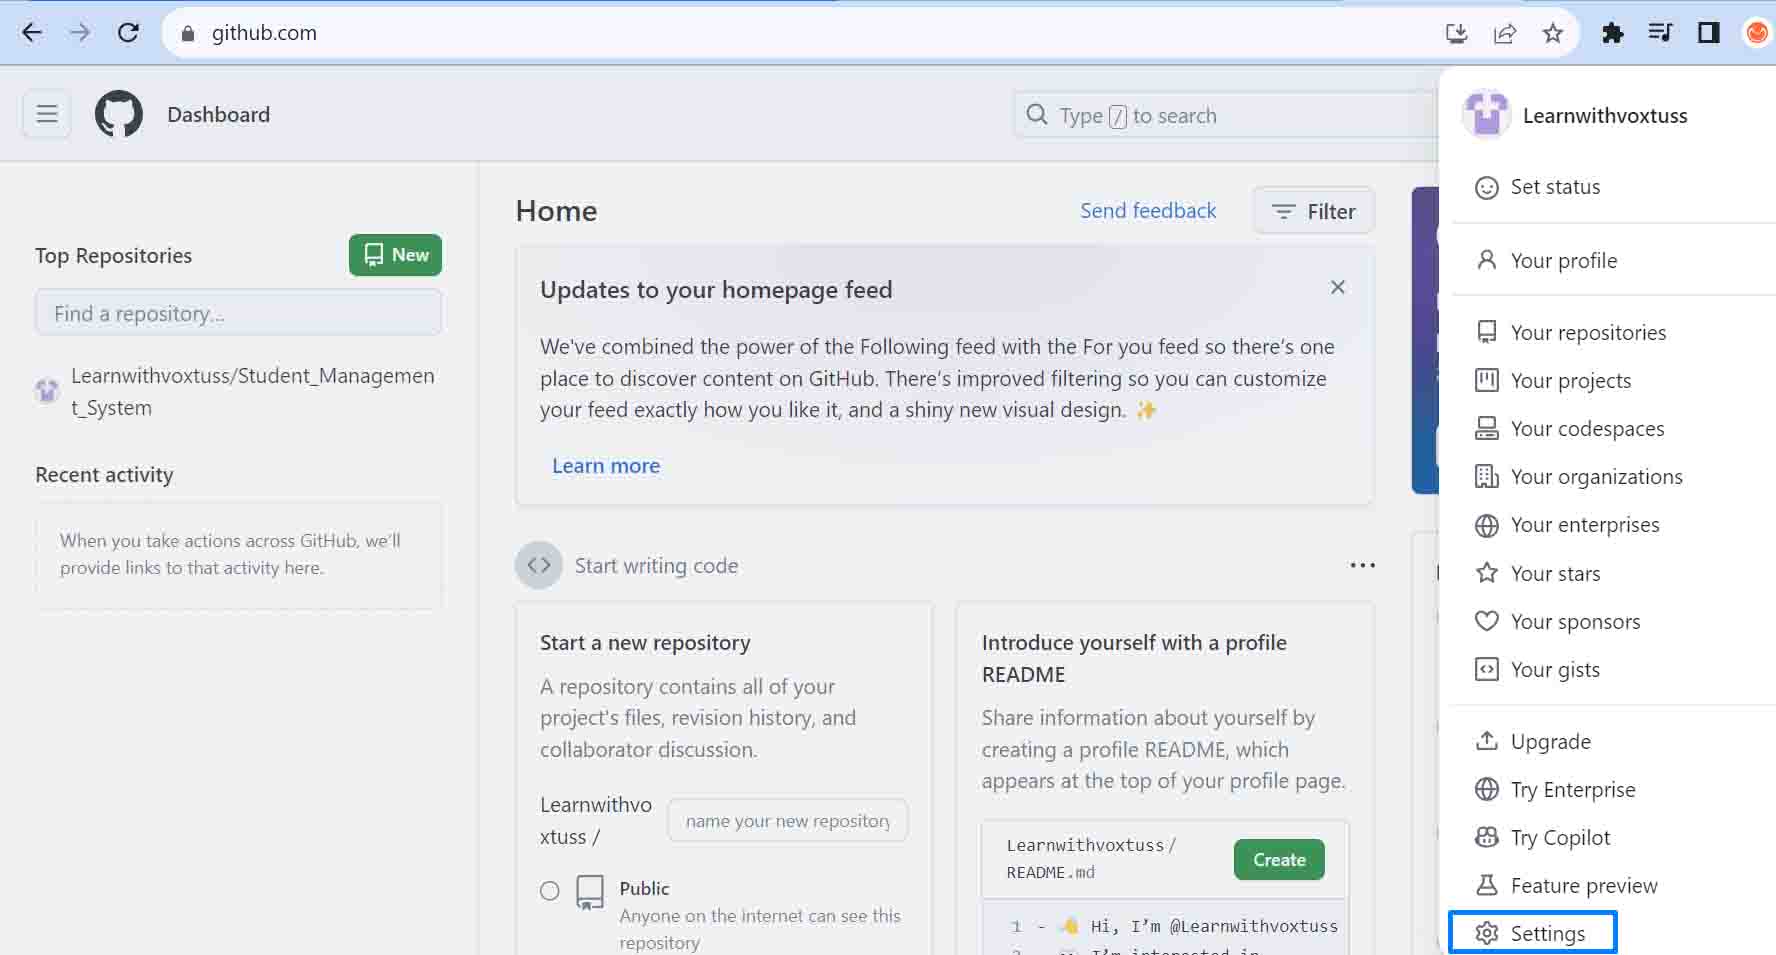 github.com
Dashboard
Type / to search
Top Repositories
New
Find a repository...
Learnwithvoxtuss/Student_Managemen
t_System
Recent activity
When you take actions across GitHub, we'll
provide links to that activity here.
Home
Send feedback
Filter
Updates to your homepage feed
We've combined the power of the Following feed with the For you feed so there's one
place to discover content on GitHub. There's improved filtering so you can customize
your feed exactly how you like it, and a shiny new visual design. ✨
Learn more
Start writing code
Start a new repository
A repository contains all of your
project's files, revision history, and
collaborator discussion.
Learnwithvo
xtuss /
name your new repository
Public
Anyone on the internet can see this
repository
Introduce yourself with a profile
README
Share information about yourself by
creating a profile README, which
appears at the top of your profile page.
Learnwithvoxtuss /
README.md
Create
1 - 👋 Hi, I'm @Learnwithvoxtuss
Learnwithvoxtuss
Set status
Your profile
Your repositories
Your projects
Your codespaces
Your organizations
Your enterprises
Your stars
Your sponsors
Your gists
Upgrade
Try Enterprise
Try Copilot
Feature preview
Settings